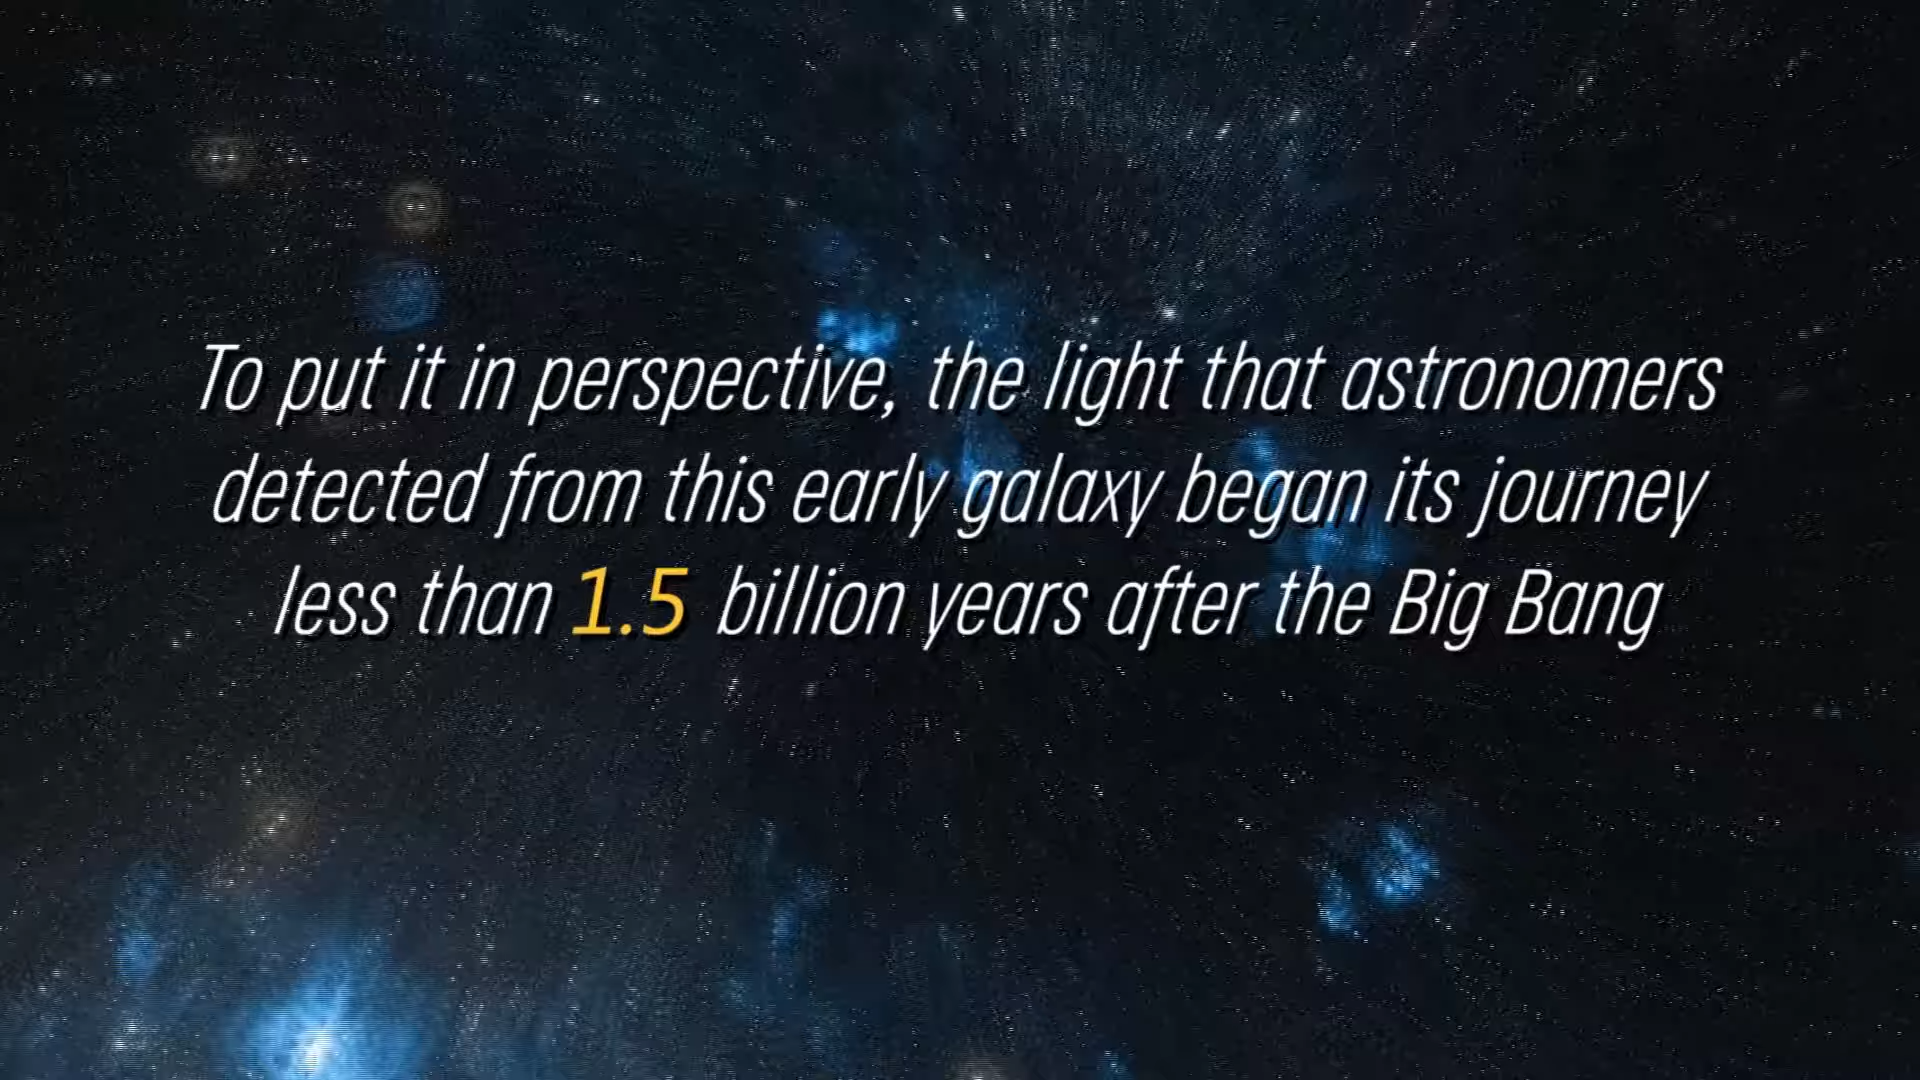 To put it in perspective, the light that astronomers
detected from this early galaxy began its journey
less than 1.5 billion years after the Big Bang